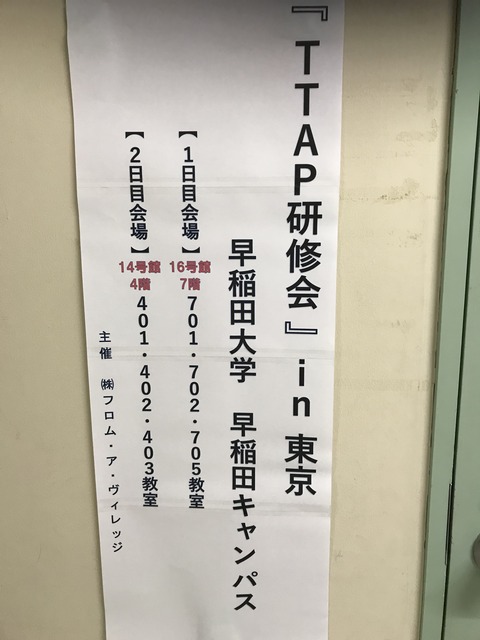 『TTAP研修会』in 東京
早稲田大学 早稲田キャンパス
【1日目会場】16号館7階 701・702・705教室
【2日目会場】14号館4階 401・402・403教室
主催 ㈱フロム・ア・ヴィレッジ